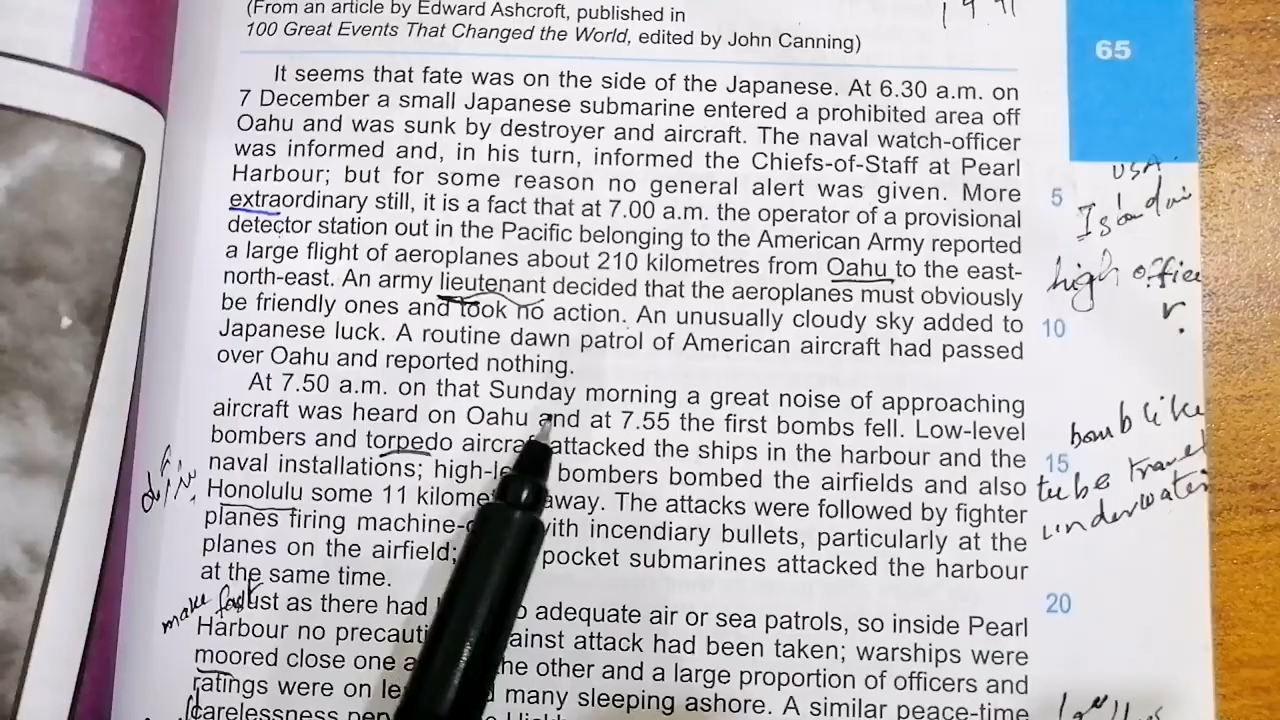 (From an article by Edward Ashcroft, published in
100 Great Events That Changed the World, edited by John Canning)
65
It seems that fate was on the side of the Japanese. At 6.30 a.m. on
7 December a small Japanese submarine entered a prohibited area off
Oahu and was sunk by destroyer and aircraft. The naval watch-officer
was informed and, in his turn, informed the Chiefs-of-Staff at Pearl
Harbour; but for some reason no general alert was given. More
5
extraordinary still, it is a fact that at 7.00 a.m. the operator of a provisional
detector station out in the Pacific belonging to the American Army reported
a large flight of aeroplanes about 210 kilometres from Oahu to the east-
north-east. An army lieutenant decided that the aeroplanes must obviously
be friendly ones and took no action. An unusually cloudy sky added to
10
Japanese luck. A routine dawn patrol of American aircraft had passed
over Oahu and reported nothing.
At 7.50 a.m. on that Sunday morning a great noise of approaching
aircraft was heard on Oahu and at 7.55 the first bombs fell. Low-level
bombers and torpedo aircraft attacked the ships in the harbour and the
15
naval installations; high-le bombers bombed the airfields and also
Honolulu some 11 kilome away. The attacks were followed by fighter
planes firing machine- with incendiary bullets, particularly at the
planes on the airfield; pocket submarines attacked the harbour
at the same time.
20
Just as there had adequate air or sea patrols, so inside Pearl
Harbour no precauti against attack had been taken; warships were
moored close one a the other and a large proportion of officers and
ratings were on le many sleeping ashore. A similar peace-time
carelessness
USA
high office
r.
bomb like
tube travel
underwater
make fast